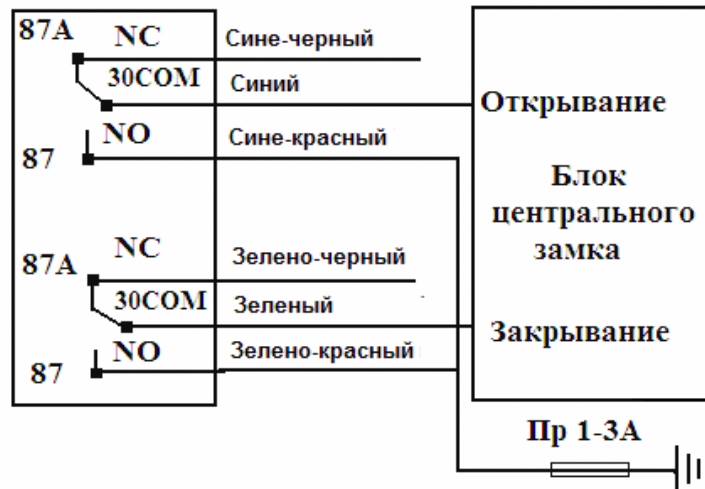 87A NC Сине-черный
30COM Синий
Открывание
NO Сине-красный
87
Блок
центрального
замка
NC Зелено-черный
87A
30COM Зеленый
Закрывание
NO Зелено-красный
87
Пр 1-3А